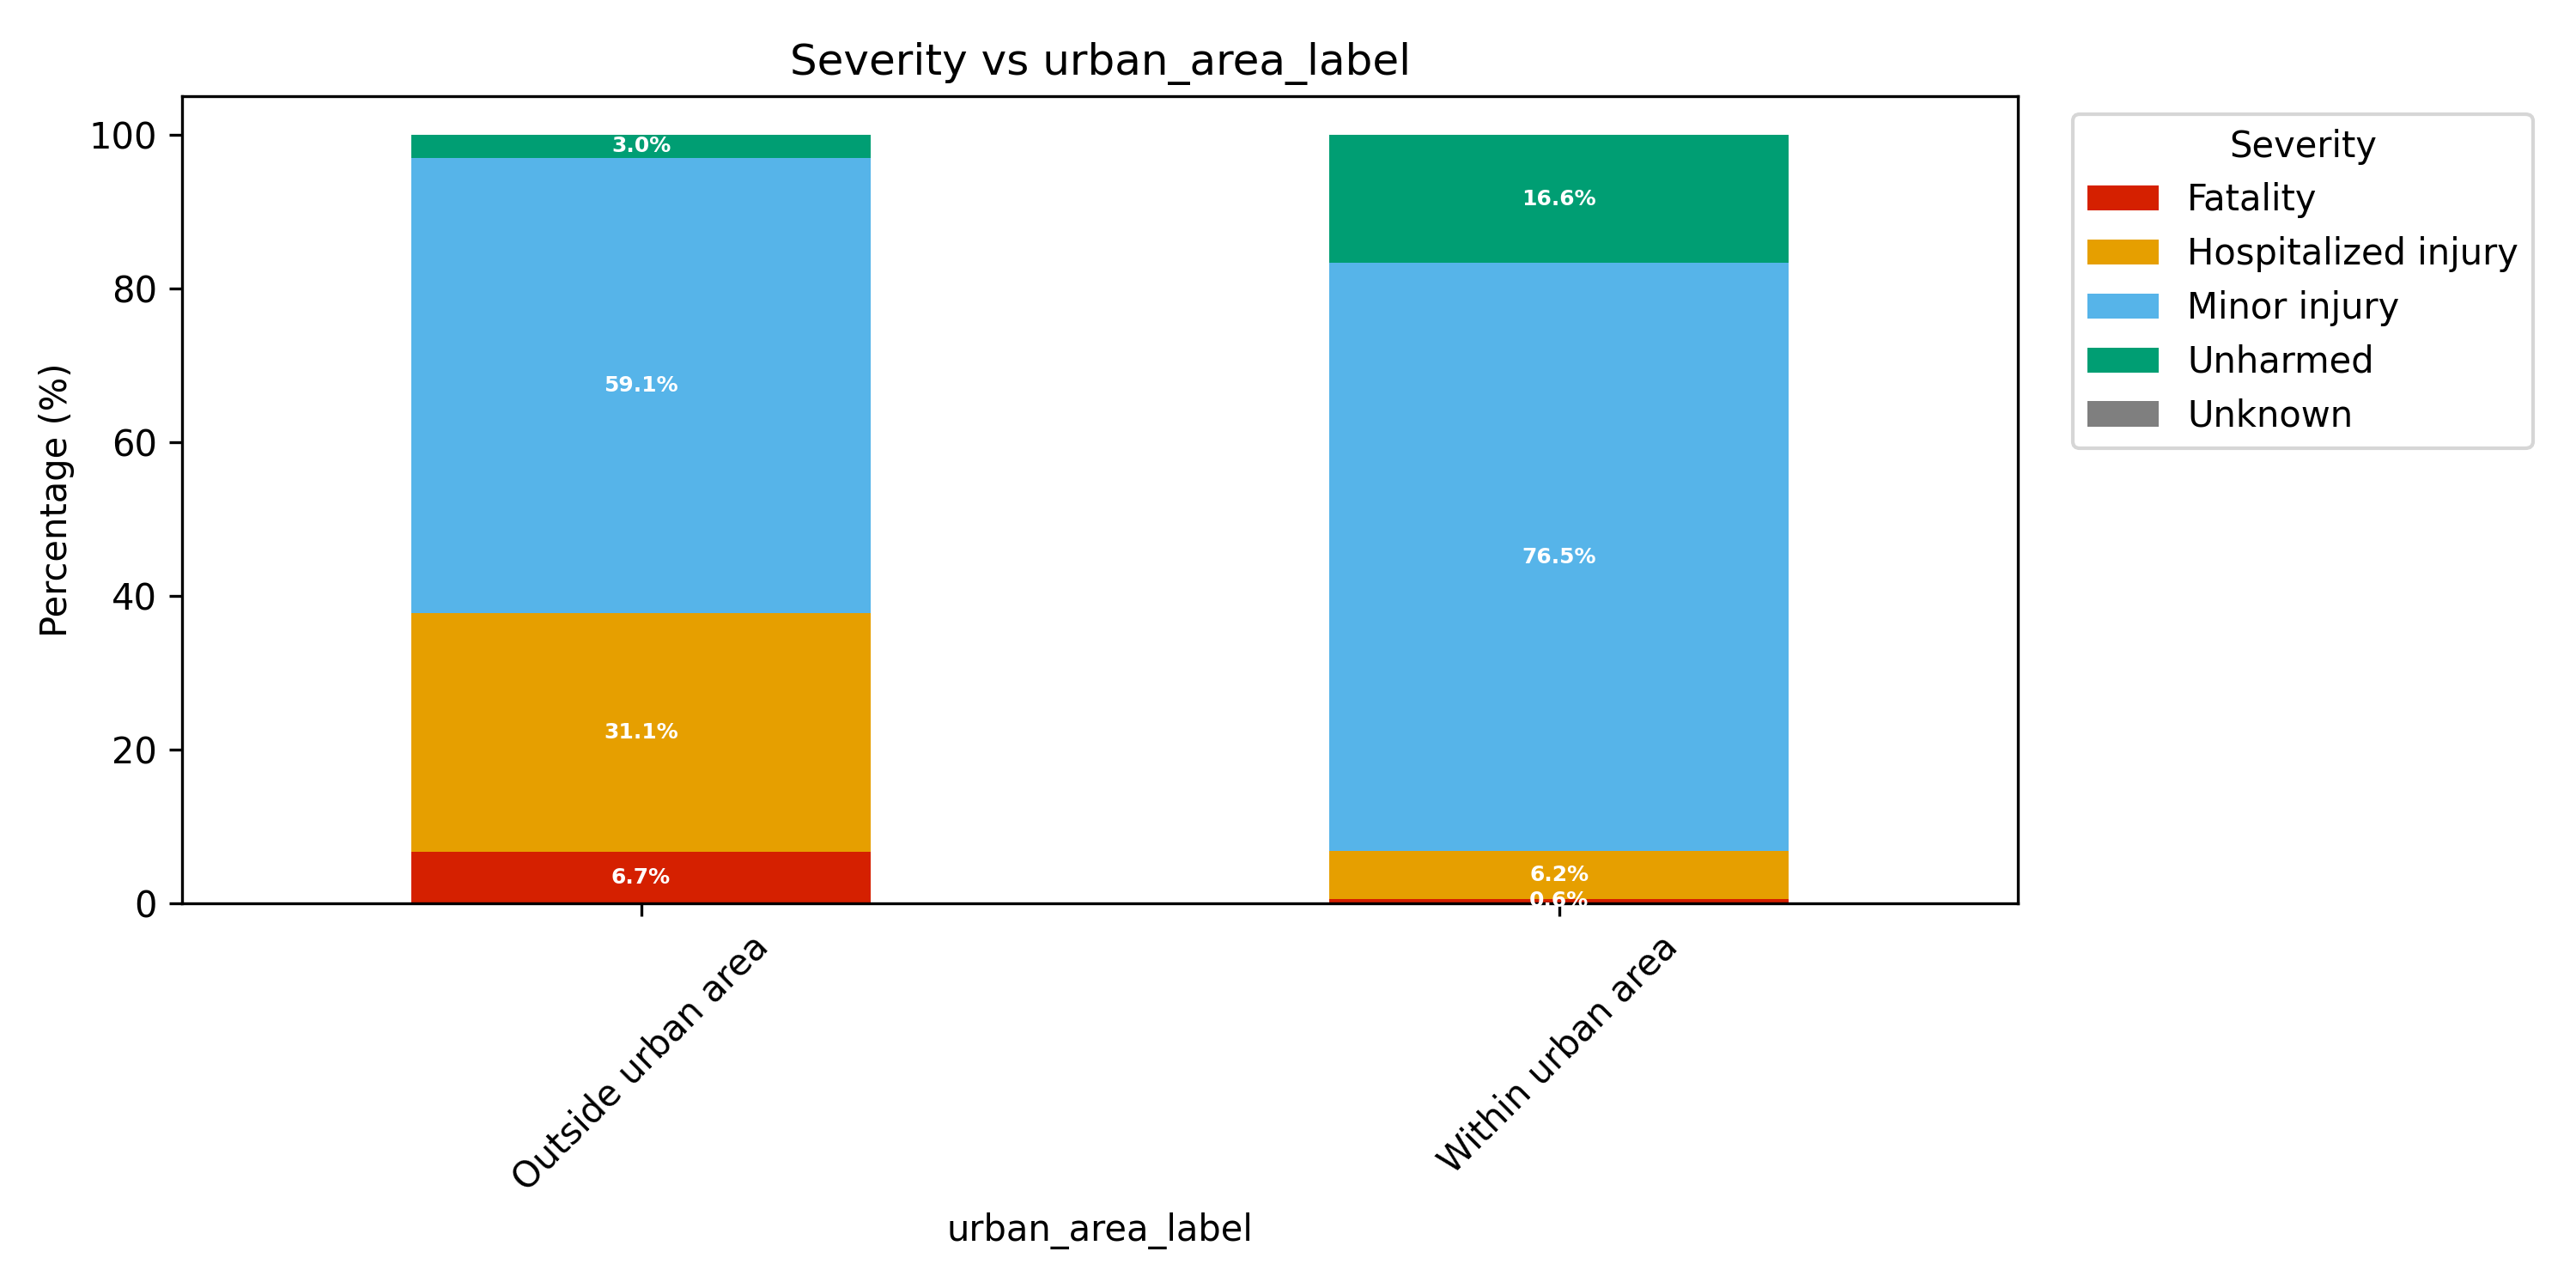 Severity vs urban_area_label
Percentage (%)
100
80
60
40
20
0
3.0%
59.1%
31.1%
6.7%
16.6%
76.5%
6.2%
0.6%
Outside urban area
Within urban area
urban_area_label
Severity
Fatality
Hospitalized injury
Minor injury
Unharmed
Unknown